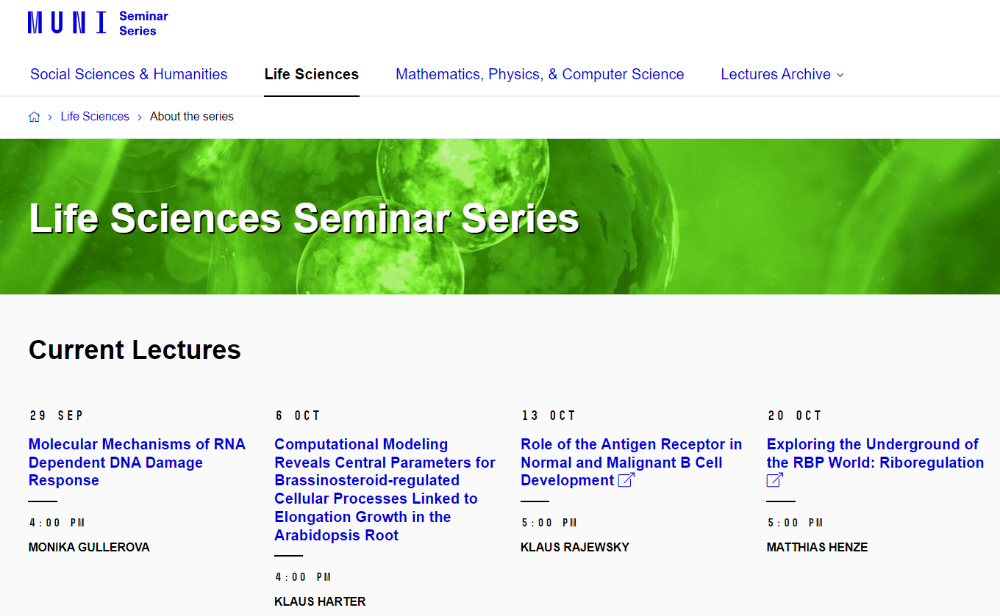 MUNI Seminar
Series
Social Sciences & Humanities Life Sciences Mathematics, Physics, & Computer Science Lectures Archive
Life Sciences About the series
Life Sciences Seminar Series
Current Lectures
29 SEP
Molecular Mechanisms of RNA
Dependent DNA Damage
Response
4:00 PM
MONIKA GULLEROVA
6 OCT
Computational Modeling
Reveals Central Parameters for
Brassinosteroid-regulated
Cellular Processes Linked to
Elongation Growth in the
Arabidopsis Root
4:00 PM
KLAUS HARTER
13 OCT
Role of the Antigen Receptor in
Normal and Malignant B Cell
Development
5:00 PM
KLAUS RAJEWSKY
20 OCT
Exploring the Underground of
the RBP World: Riboregulation
5:00 PM
MATTHIAS HENZE